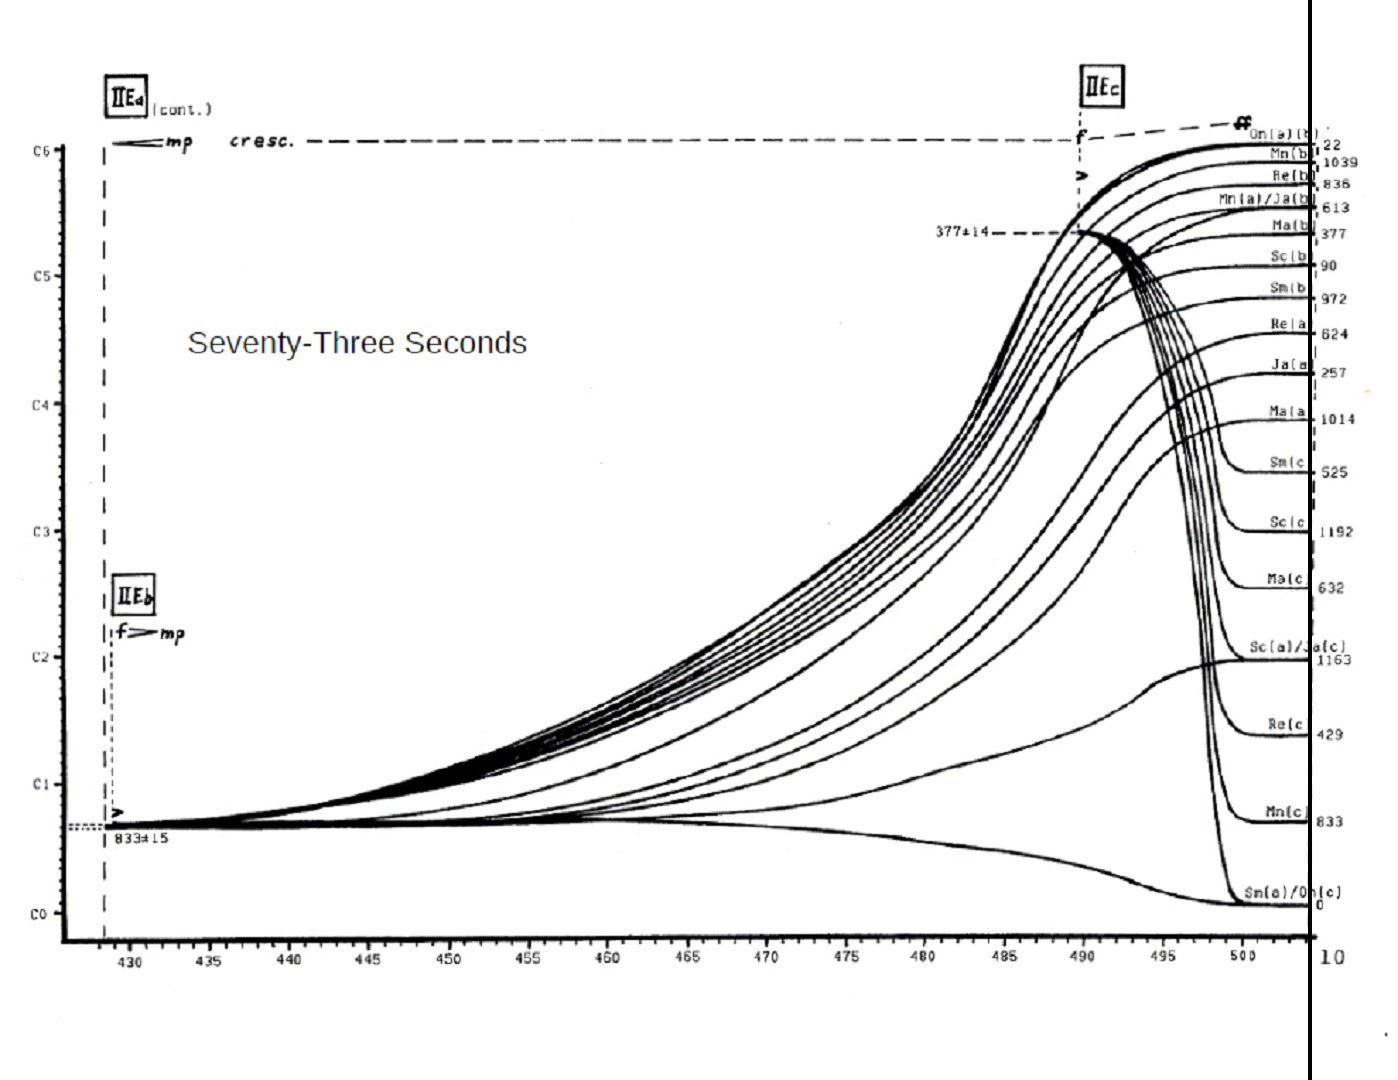 IIEa (cont.)
IIEc
mp cresc.
f
ff
On(a)(b)
C6
22
Mn(b
1039
Re(b
836
Mn(a)/Ja(b
613
Ma(b
377
377±14
Sc(b
90
C5
Sm(b
972
Seventy-Three Seconds
Re(a
624
Ja(a
257
C4
Ma(a
1014
Sm(c
525
C3
Sc(c
1192
Ma(c
632
IIEb
f > mp
C2
Sc(a)/Ja(c)
1163
Re(c
429
C1
>
Mn(c)
833
833±15
Sm(a)/On(c)
0
C0
430 435 440 445 450 455 460 465 470 475 480 485 490 495 500 10